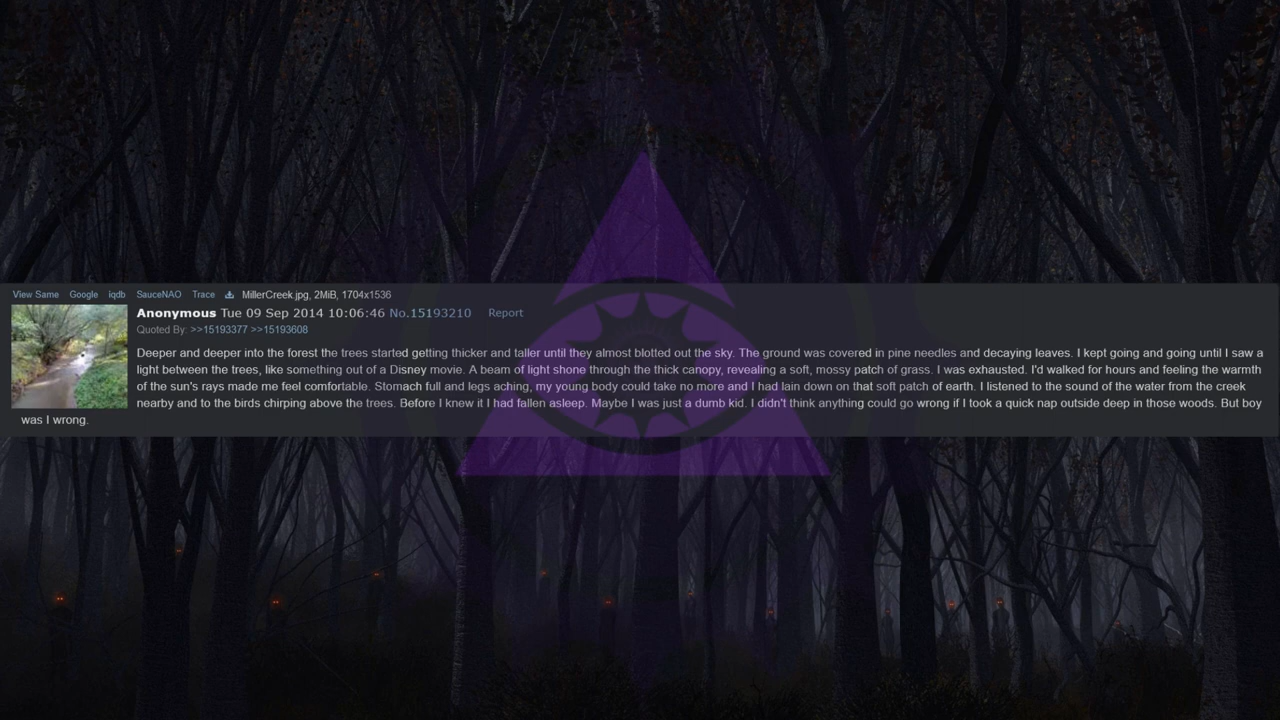 View Same Google iqdb SauceNAO Trace MillerCreek.jpg, 2MiB, 1704x1536
Anonymous Tue 09 Sep 2014 10:06:46 No.15193210 Report
Quoted By: >>15193377 >>15193608
Deeper and deeper into the forest the trees started getting thicker and taller until they almost blotted out the sky. The ground was covered in pine needles and decaying leaves. I kept going and going until I saw a
light between the trees, like something out of a Disney movie. A beam of light shone through the thick canopy, revealing a soft, mossy patch of grass. I was exhausted. I'd walked for hours and feeling the warmth
of the sun's rays made me feel comfortable. Stomach full and legs aching, my young body could take no more and I had lain down on that soft patch of earth. I listened to the sound of the water from the creek
nearby and to the birds chirping above the trees. Before I knew it I had fallen asleep. Maybe I was just a dumb kid. I didn't think anything could go wrong if I took a quick nap outside deep in those woods. But boy
was I wrong.